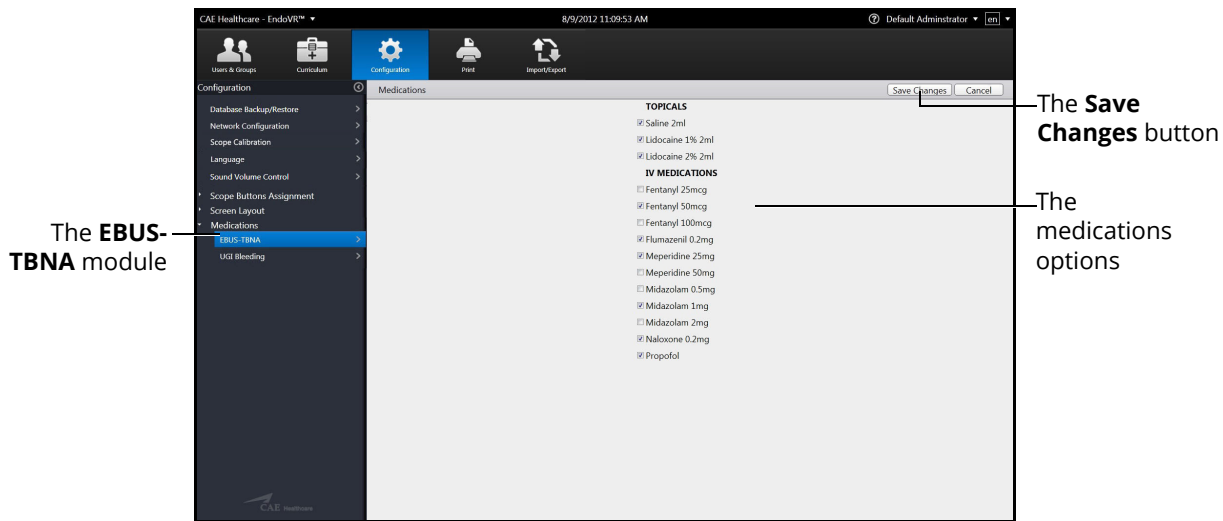 CAE Healthcare - EndoVR™
8/9/2012 11:09:53 AM
Default Adminstrator
en
Users & Groups
Curriculum
Configuration
Print
Import/Export
Configuration
Medications
Save Changes
Cancel
Database Backup/Restore
Network Configuration
Scope Calibration
Language
Sound Volume Control
Scope Buttons Assignment
Screen Layout
Medications
EBUS-TBNA
UGI Bleeding
TOPICALS
Saline 2ml
Lidocaine 1% 2ml
Lidocaine 2% 2ml
IV MEDICATIONS
Fentanyl 25mcg
Fentanyl 50mcg
Fentanyl 100mcg
Flumazenil 0.2mg
Meperidine 25mg
Meperidine 50mg
Midazolam 0.5mg
Midazolam 1mg
Midazolam 2mg
Naloxone 0.2mg
Propofol
CAE Healthcare
The EBUS-
TBNA module
The Save
Changes button
The
medications
options